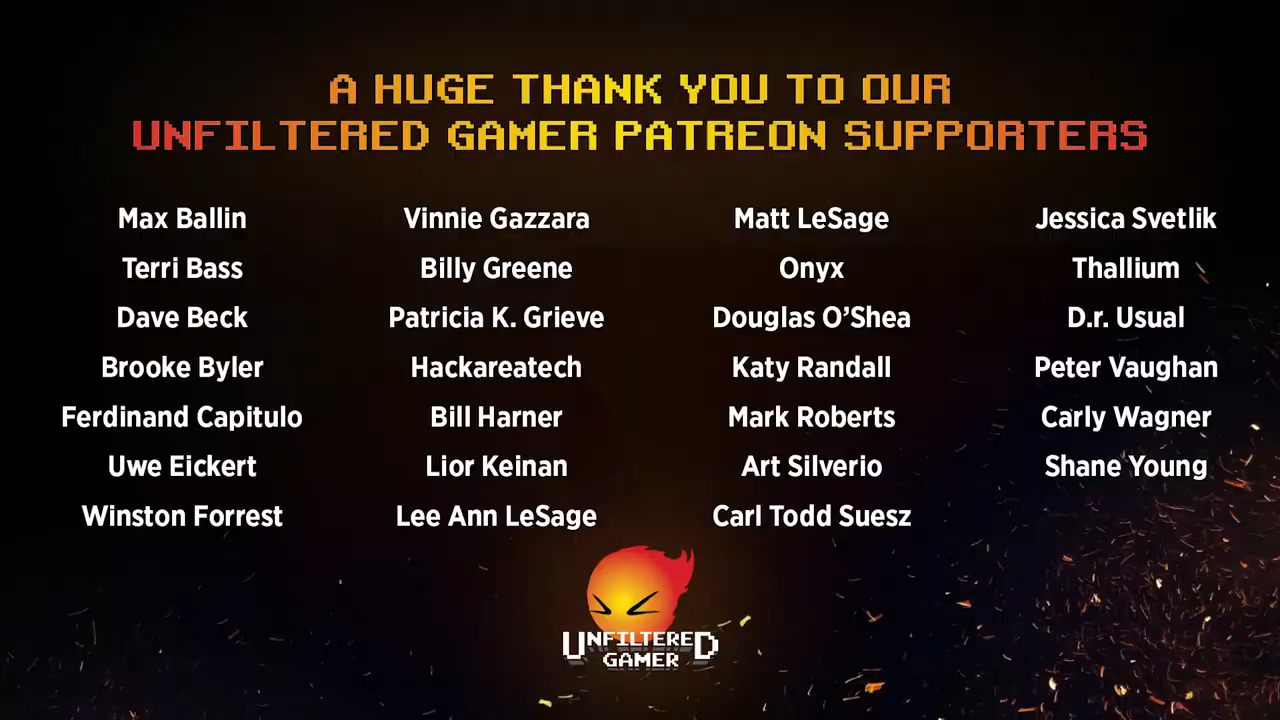 A HUGE THANK YOU TO OUR
UNFILTERED GAMER PATREON SUPPORTERS
Max Ballin
Terri Bass
Dave Beck
Brooke Byler
Ferdinand Capitulo
Uwe Eickert
Winston Forrest
Vinnie Gazzara
Billy Greene
Patricia K. Grieve
Hackareatech
Bill Harner
Lior Keinan
Lee Ann LeSage
Matt LeSage
Onyx
Douglas O’Shea
Katy Randall
Mark Roberts
Art Silverio
Carl Todd Suesz
Jessica Svetlik
Thallium
D.r. Usual
Peter Vaughan
Carly Wagner
Shane Young
UNFILTERED
GAMER